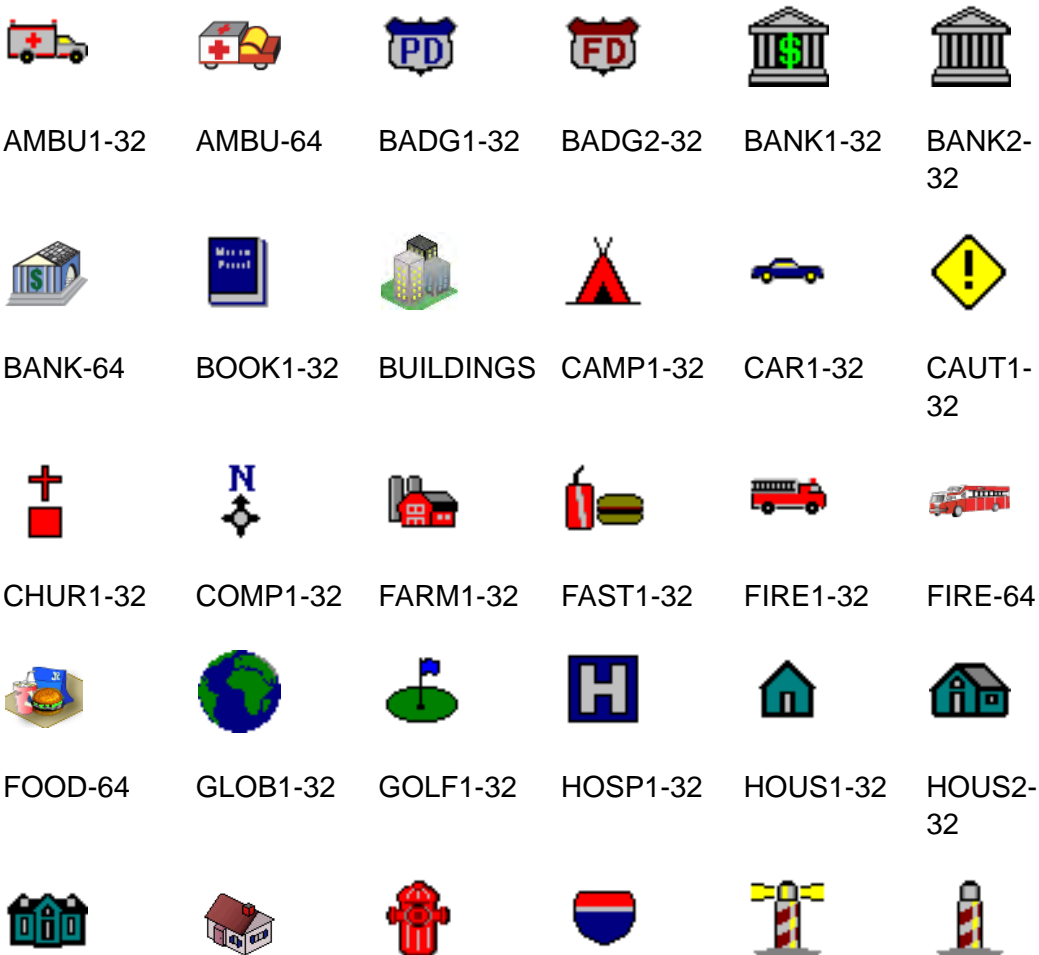 PD FD $
AMBU1-32 AMBU-64 BADG1-32 BADG2-32 BANK1-32 BANK2-
32
$
BANK-64 BOOK1-32 BUILDINGS CAMP1-32 CAR1-32 CAUT1-
32
N
CHUR1-32 COMP1-32 FARM1-32 FAST1-32 FIRE1-32 FIRE-64
H
FOOD-64 GLOB1-32 GOLF1-32 HOSP1-32 HOUS1-32 HOUS2-
32